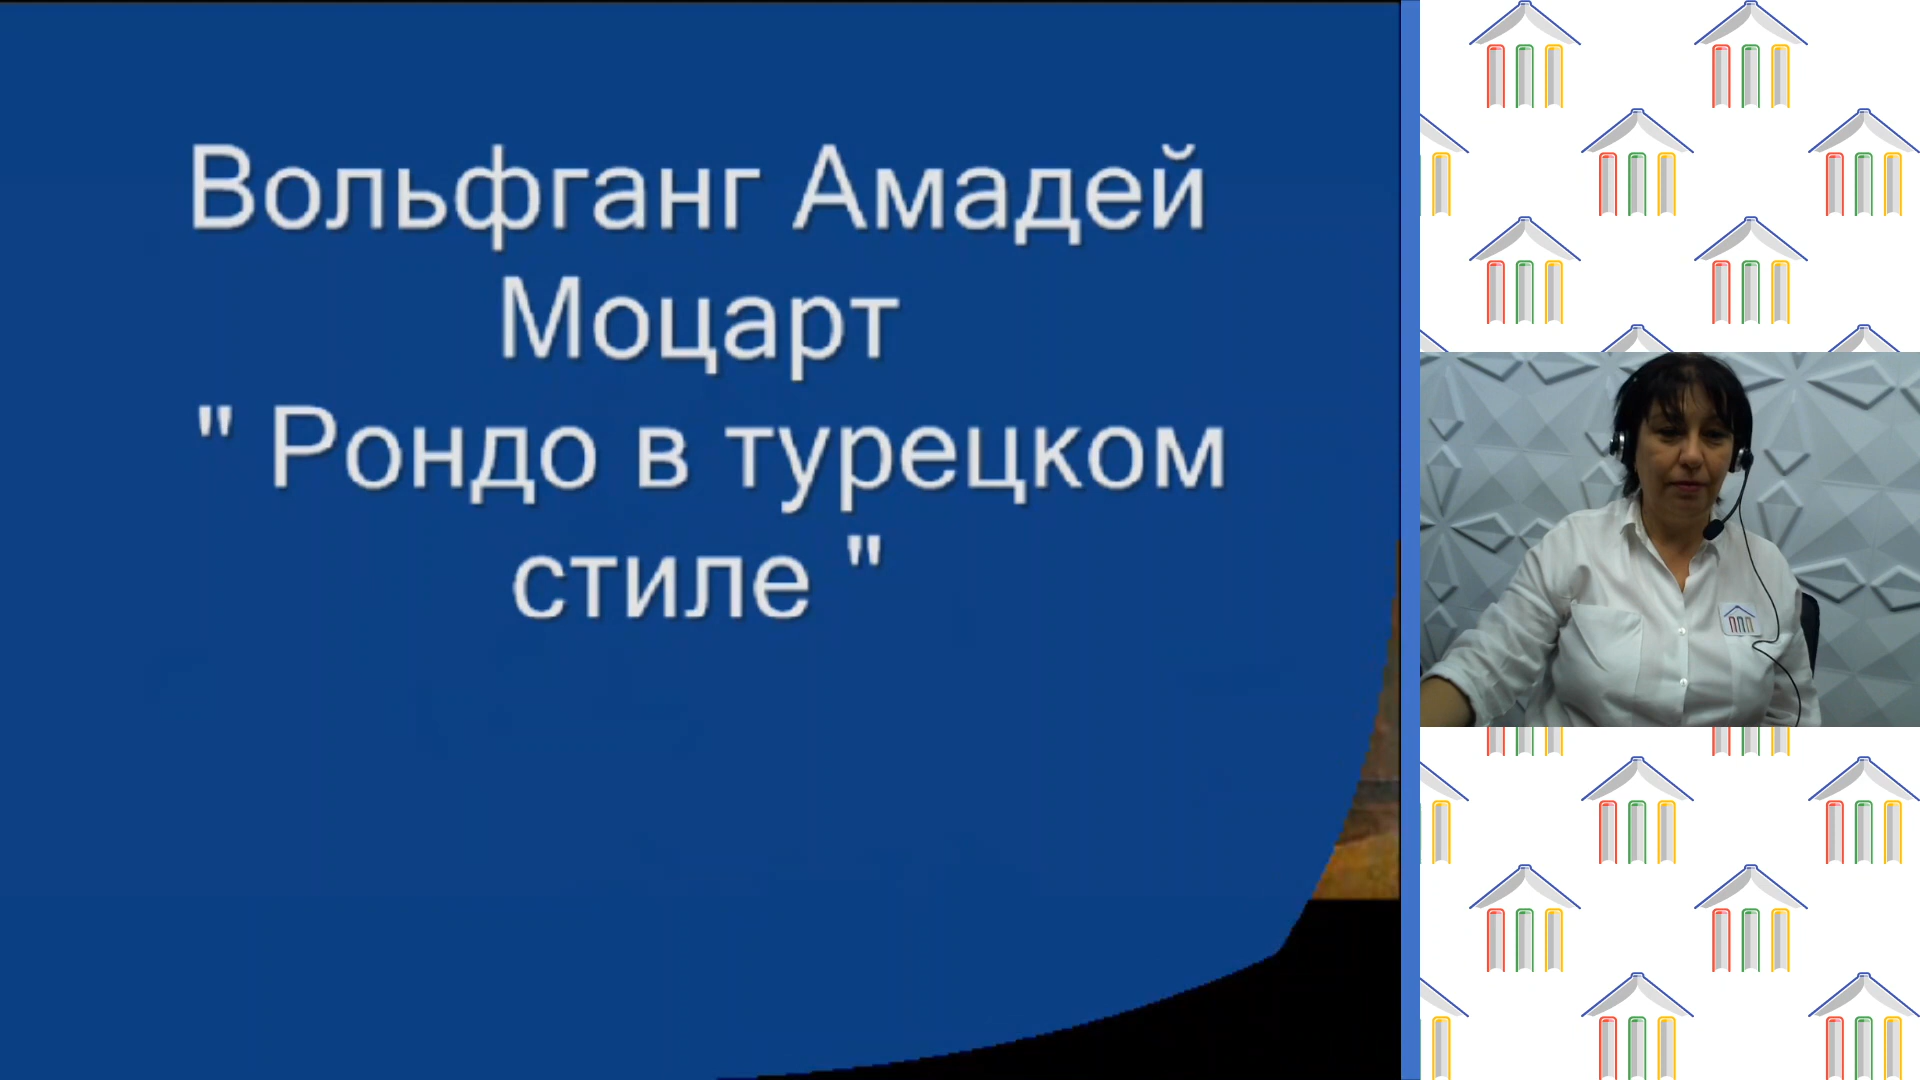 Вольфганг Амадей
Моцарт
" Рондо в турецком
стиле "